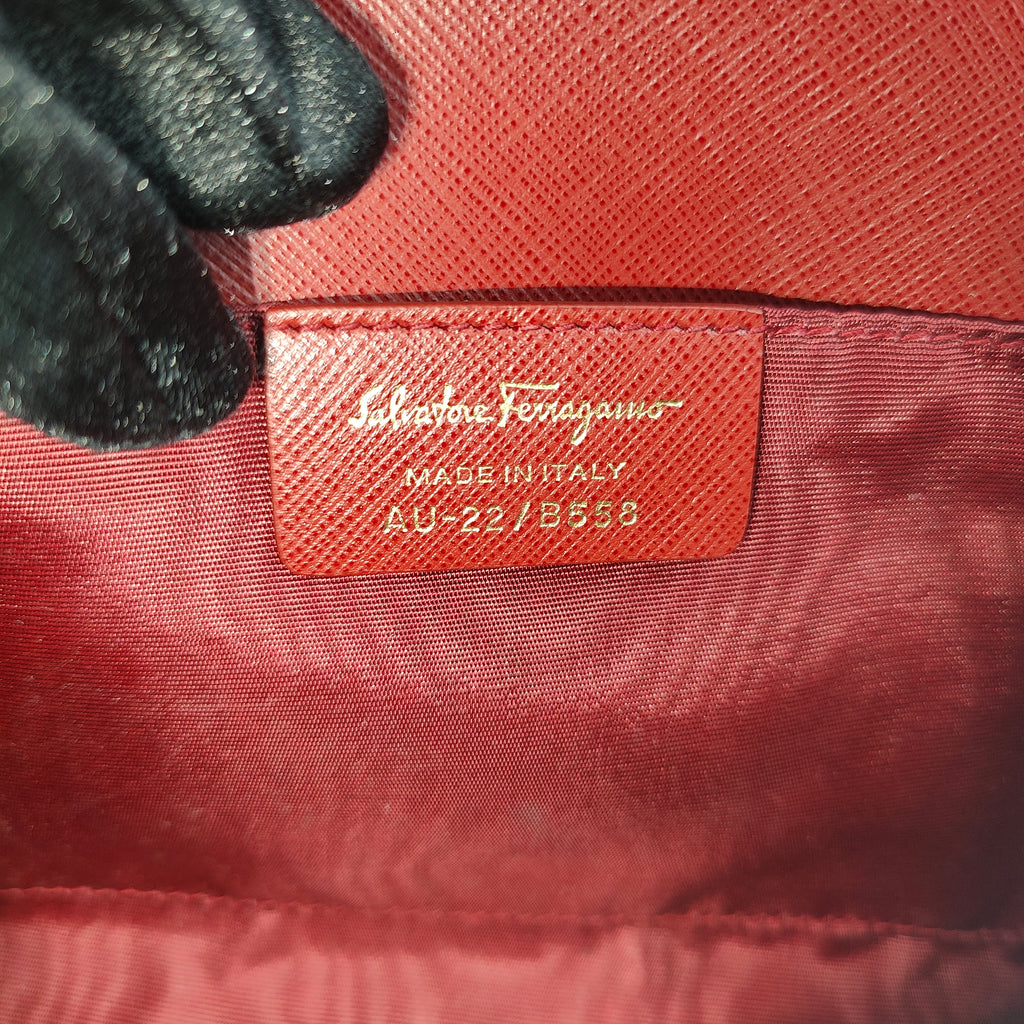 Salvatore Ferragamo
MADE IN ITALY
AU-22/B558